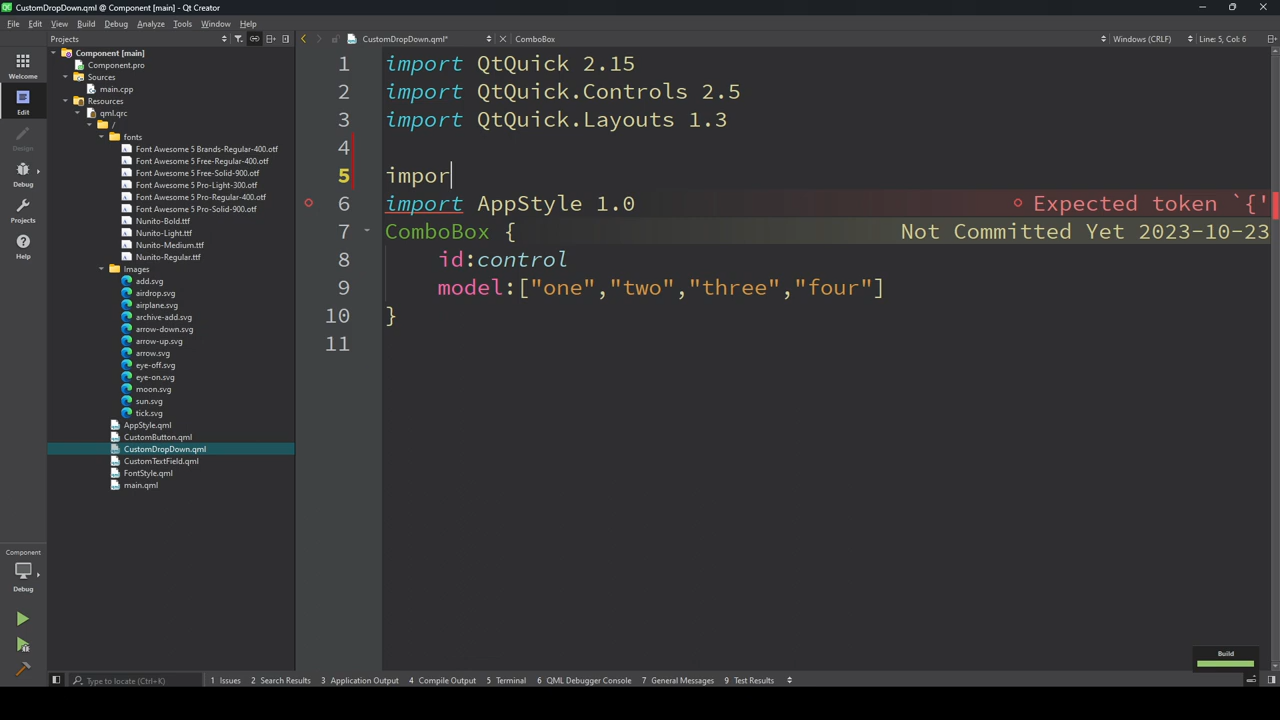 CustomDropDown.qml @ Component [main] - Qt Creator
File Edit View Build Debug Analyze Tools Window Help
Projects CustomDropDown.qml* ComboBox Windows (CRLF) Line: 5, Col: 6
Welcome
Edit
Design
Debug
Projects
Help
Component [main]
Component.pro
Sources
main.cpp
Resources
qml.qrc
/
fonts
Font Awesome 5 Brands-Regular-400.otf
Font Awesome 5 Free-Regular-400.otf
Font Awesome 5 Free-Solid-900.otf
Font Awesome 5 Pro-Light-300.otf
Font Awesome 5 Pro-Regular-400.otf
Font Awesome 5 Pro-Solid-900.otf
Nunito-Bold.ttf
Nunito-Light.ttf
Nunito-Medium.ttf
Nunito-Regular.ttf
Images
add.svg
airdrop.svg
airplane.svg
archive-add.svg
arrow-down.svg
arrow-up.svg
arrow.svg
eye-off.svg
eye-on.svg
moon.svg
sun.svg
tick.svg
AppStyle.qml
CustomButton.qml
CustomDropDown.qml
CustomTextField.qml
FontStyle.qml
main.qml
1 import QtQuick 2.15
2 import QtQuick.Controls 2.5
3 import QtQuick.Layouts 1.3
4
5 impor
6 import AppStyle 1.0 Expected token `{'
7 ComboBox { Not Committed Yet 2023-10-23
8 id:control
9 model:["one","two","three","four"]
10 }
11
Component
Debug
Build
Type to locate (Ctrl+K) 1 Issues 2 Search Results 3 Application Output 4 Compile Output 5 Terminal 6 QML Debugger Console 7 General Messages 9 Test Results